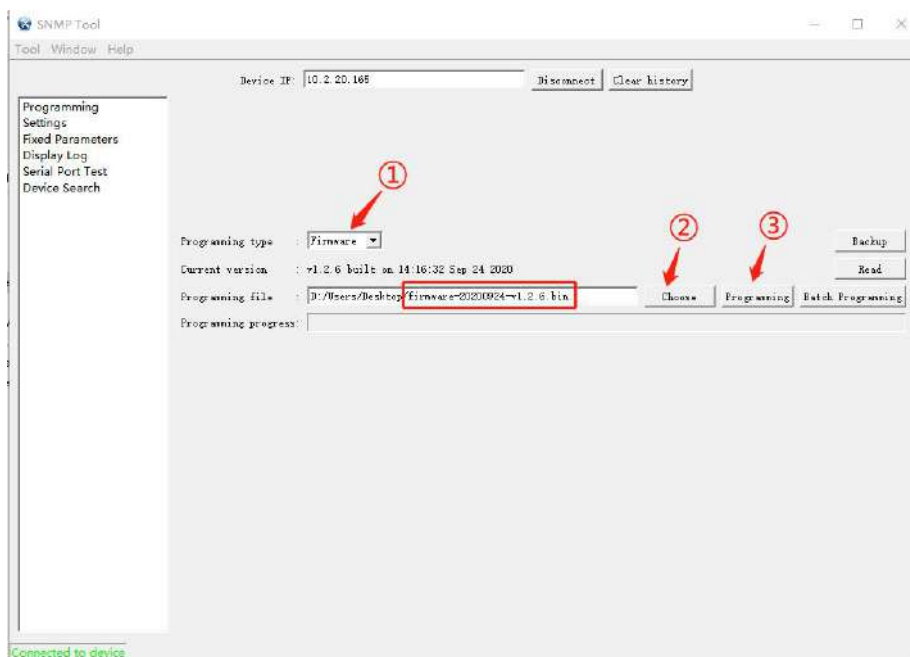 SNMP Tool
Tool Window Help
Device IP: 10.2.20.165 Disconnect Clear history
Programming
Settings
Fixed Parameters
Display Log
Serial Port Test
Device Search
①
②
③
Programming type : Firmware Backup
Current version : v1.2.6 built on 14:16:32 Sep 24 2020 Read
Programming file : D:/Users/Desktop/firmware-20200924-v1.2.6.bin Choose Programming Batch Programming
Programming progress:
Connected to device